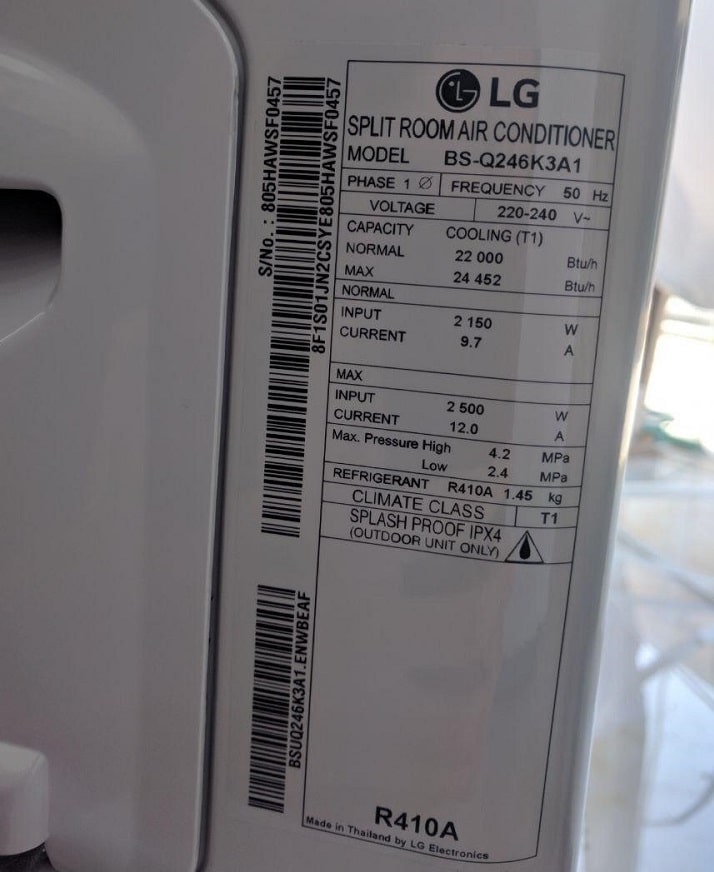 LG
SPLIT ROOM AIR CONDITIONER
MODEL BS-Q246K3A1
PHASE 1 Ø FREQUENCY 50 Hz
VOLTAGE 220-240 V~
CAPACITY COOLING (T1)
NORMAL 22 000 Btu/h
MAX 24 452 Btu/h
NORMAL
INPUT 2 150 W
CURRENT 9.7 A
MAX
INPUT 2 500 W
CURRENT 12.0 A
Max. Pressure High 4.2 MPa
Low 2.4 MPa
REFRIGERANT R410A 1.45 kg
CLIMATE CLASS T1
SPLASH PROOF IPX4
(OUTDOOR UNIT ONLY)
R410A
Made in Thailand by LG Electronics
S/No. : 805HAWSF0457
8F1S01JN2CSYE805HAWSF0457
BSUQ246K3A1.ENWBEAF